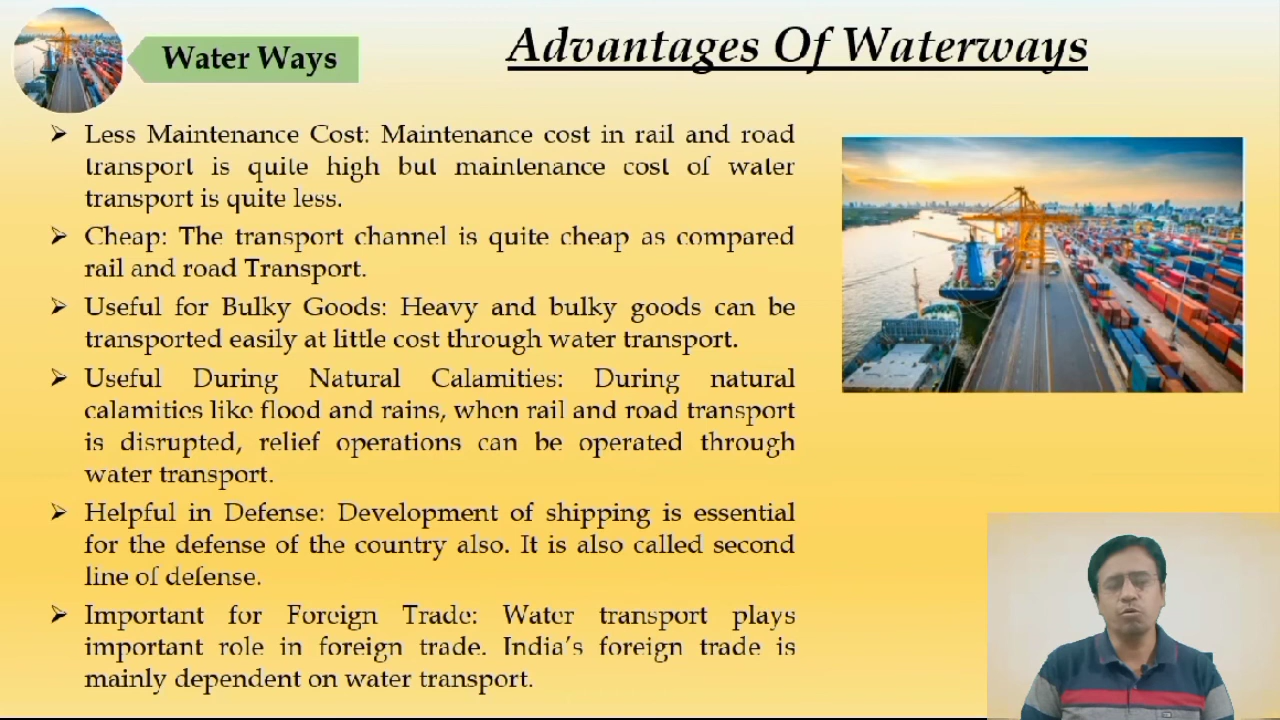 Water Ways
Advantages Of Waterways
➢ Less Maintenance Cost: Maintenance cost in rail and road
transport is quite high but maintenance cost of water
transport is quite less.
➢ Cheap: The transport channel is quite cheap as compared
rail and road Transport.
➢ Useful for Bulky Goods: Heavy and bulky goods can be
transported easily at little cost through water transport.
➢ Useful During Natural Calamities: During natural
calamities like flood and rains, when rail and road transport
is disrupted, relief operations can be operated through
water transport.
➢ Helpful in Defense: Development of shipping is essential
for the defense of the country also. It is also called second
line of defense.
➢ Important for Foreign Trade: Water transport plays
important role in foreign trade. India's foreign trade is
mainly dependent on water transport.